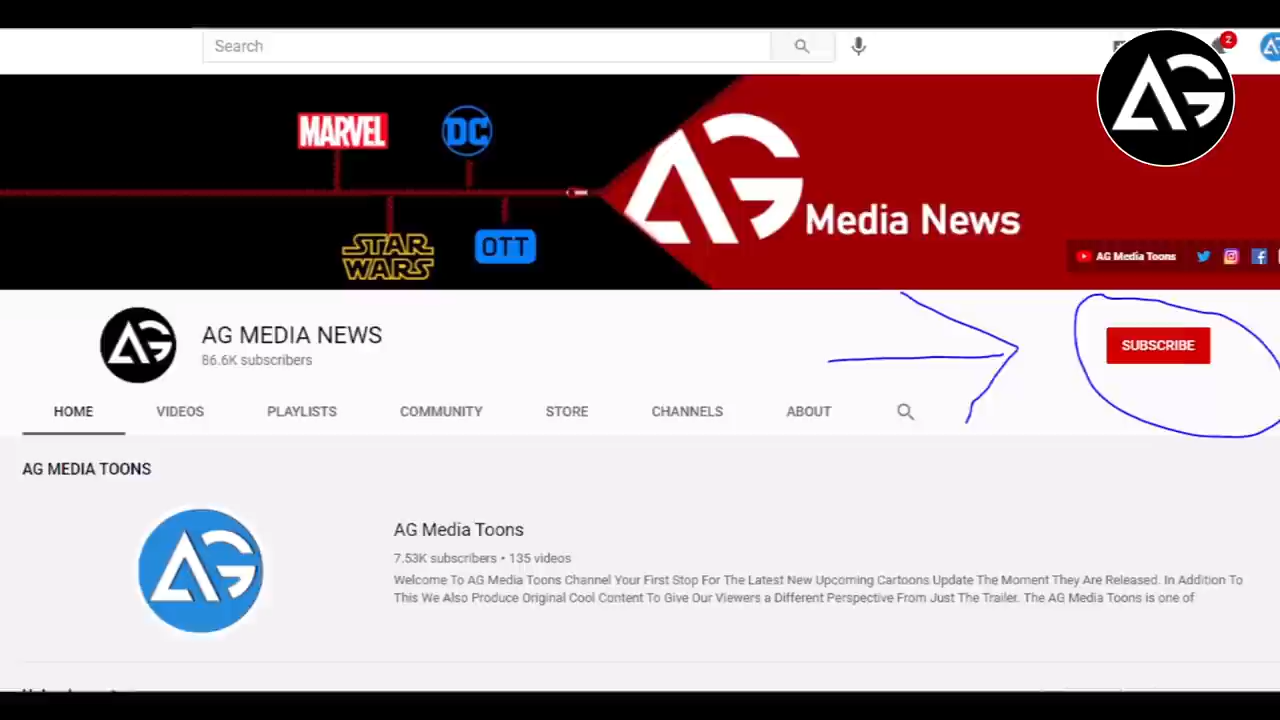 Search
2
MARVEL
DC
STAR
WARS
OTT
AG
Media News
AG Media Toons
AG
AG MEDIA NEWS
86.6K subscribers
SUBSCRIBE
HOME VIDEOS PLAYLISTS COMMUNITY STORE CHANNELS ABOUT
AG MEDIA TOONS
AG
AG Media Toons
7.53K subscribers • 135 videos
Welcome To AG Media Toons Channel Your First Stop For The Latest New Upcoming Cartoons Update The Moment They Are Released. In Addition To
This We Also Produce Original Cool Content To Give Our Viewers a Different Perspective From Just The Trailer. The AG Media Toons is one of